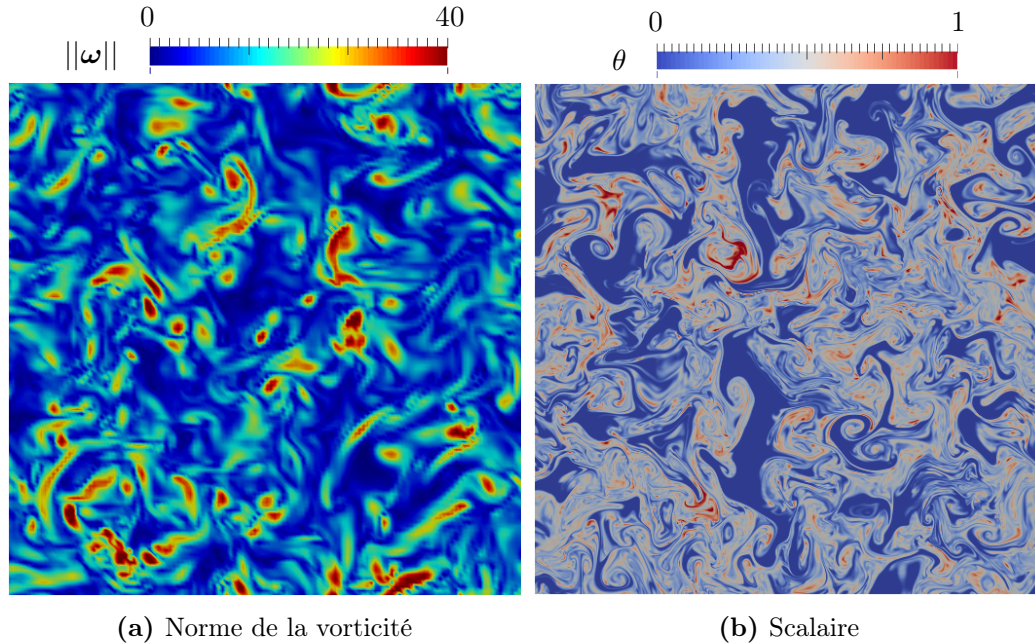 0 40
||ω||
0 1
θ
(a) Norme de la vorticité
(b) Scalaire